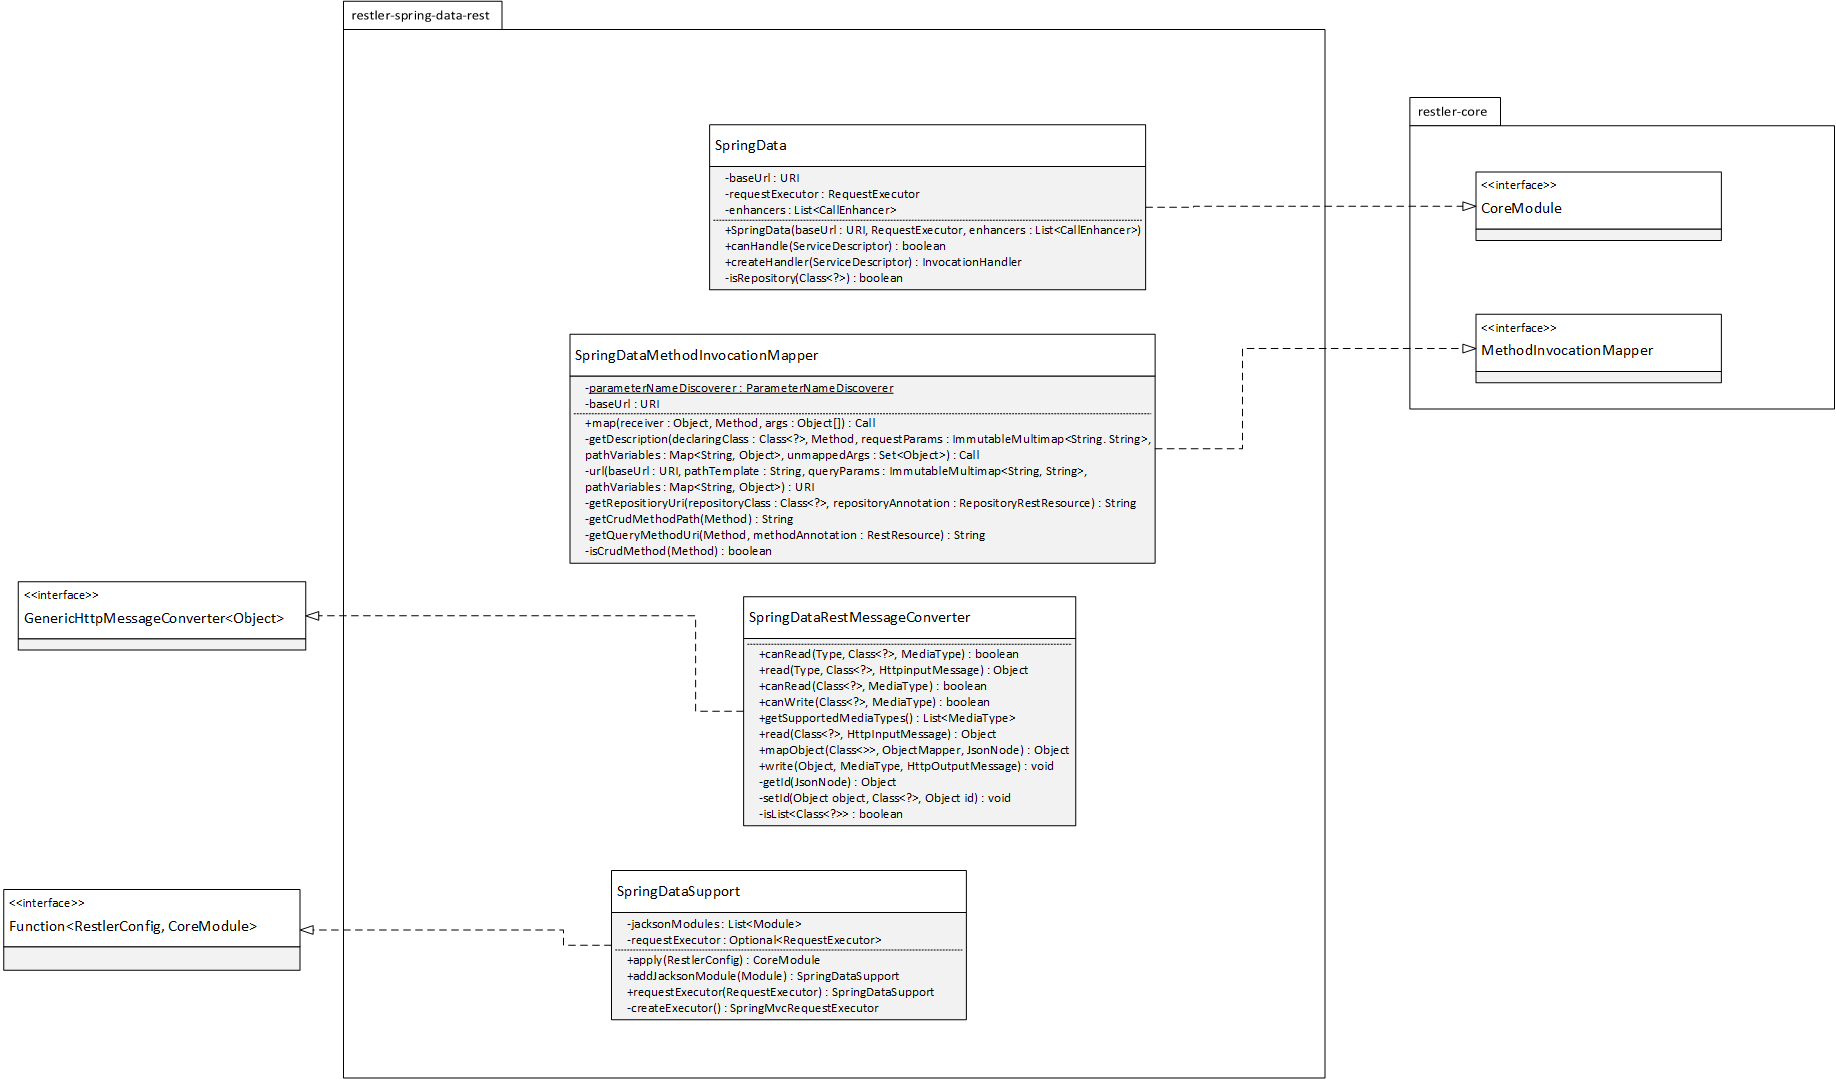 restler-spring-data-rest
restler-core
SpringData
-baseUrl : URI
-requestExecutor : RequestExecutor
-enhancers : List<CallEnhancer>
+SpringData(baseUrl : URI, RequestExecutor, enhancers : List<CallEnhancer>)
+canHandle(ServiceDescriptor) : boolean
+createHandler(ServiceDescriptor) : InvocationHandler
-isRepository(Class<?>) : boolean
<<interface>>
CoreModule
<<interface>>
MethodInvocationMapper
SpringDataMethodInvocationMapper
-parameterNameDiscoverer : ParameterNameDiscoverer
-baseUrl : URI
+map(receiver : Object, Method, args : Object[]) : Call
-getDescription(declaringClass : Class<?>, Method, requestParams : ImmutableMultimap<String. String>,
pathVariables : Map<String, Object>, unmappedArgs : Set<Object>) : Call
-url(baseUrl : URI, pathTemplate : String, queryParams : ImmutableMultimap<String, String>,
pathVariables : Map<String, Object>) : URI
-getRepositioryUri(repositoryClass : Class<?>, repositoryAnnotation : RepositoryRestResource) : String
-getCrudMethodPath(Method) : String
-getQueryMethodUri(Method, methodAnnotation : RestResource) : String
-isCrudMethod(Method) : boolean
<<interface>>
GenericHttpMessageConverter<Object>
SpringDataRestMessageConverter
+canRead(Type, Class<?>, MediaType) : boolean
+read(Type, Class<?>, HttpinputMessage) : Object
+canRead(Class<?>, MediaType) : boolean
+canWrite(Class<?>, MediaType) : boolean
+getSupportedMediaTypes() : List<MediaType>
+read(Class<?>, HttpInputMessage) : Object
+mapObject(Class<>>, ObjectMapper, JsonNode) : Object
+write(Object, MediaType, HttpOutputMessage) : void
-getId(JsonNode) : Object
-setId(Object object, Class<?>, Object id) : void
-isList<Class<?>> : boolean
<<interface>>
Function<RestlerConfig, CoreModule>
SpringDataSupport
-jacksonModules : List<Module>
-requestExecutor : Optional<RequestExecutor>
+apply(RestlerConfig) : CoreModule
+addJacksonModule(Module) : SpringDataSupport
+requestExecutor(RequestExecutor) : SpringDataSupport
-createExecutor() : SpringMvcRequestExecutor